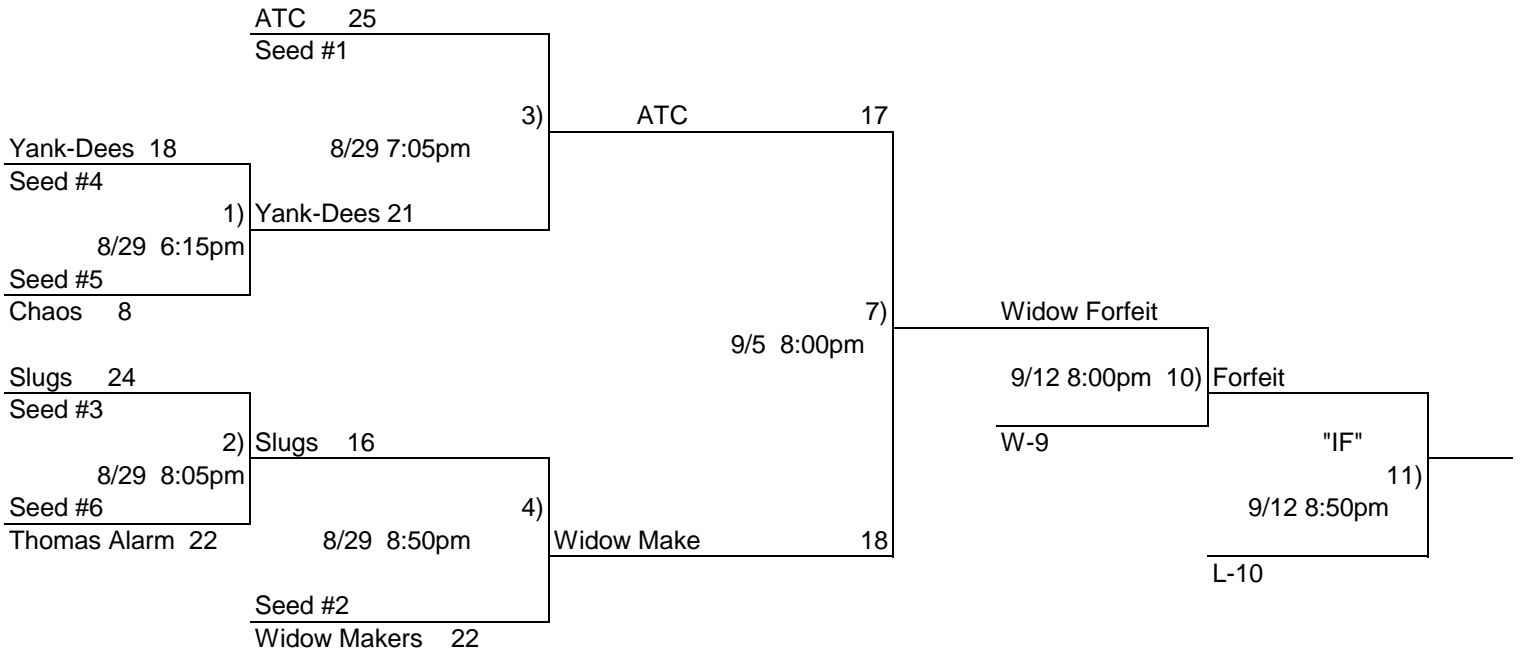 ATC 25
Seed #1
3) ATC 17
Yank-Dees 18 8/29 7:05pm
Seed #4
1) Yank-Dees 21
8/29 6:15pm
Seed #5
Chaos 8 7) Widow Forfeit
9/5 8:00pm
Slugs 24 9/12 8:00pm 10) Forfeit
Seed #3
2) Slugs 16 W-9 "IF"
8/29 8:05pm 11)
Seed #6 4) 9/12 8:50pm
Thomas Alarm 22 8/29 8:50pm Widow Make 18
L-10
Seed #2
Widow Makers 22